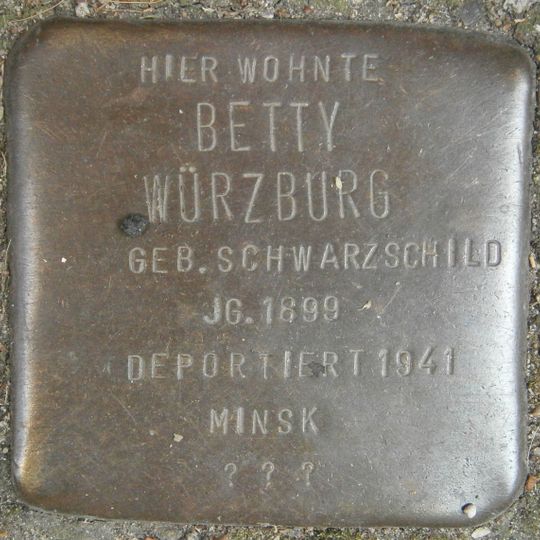 HIER WOHNTE
BETTY
WÜRZBURG
GEB. SCHWARZSCHILD
JG. 1899
DEPORTIERT 1941
MINSK
? ? ?